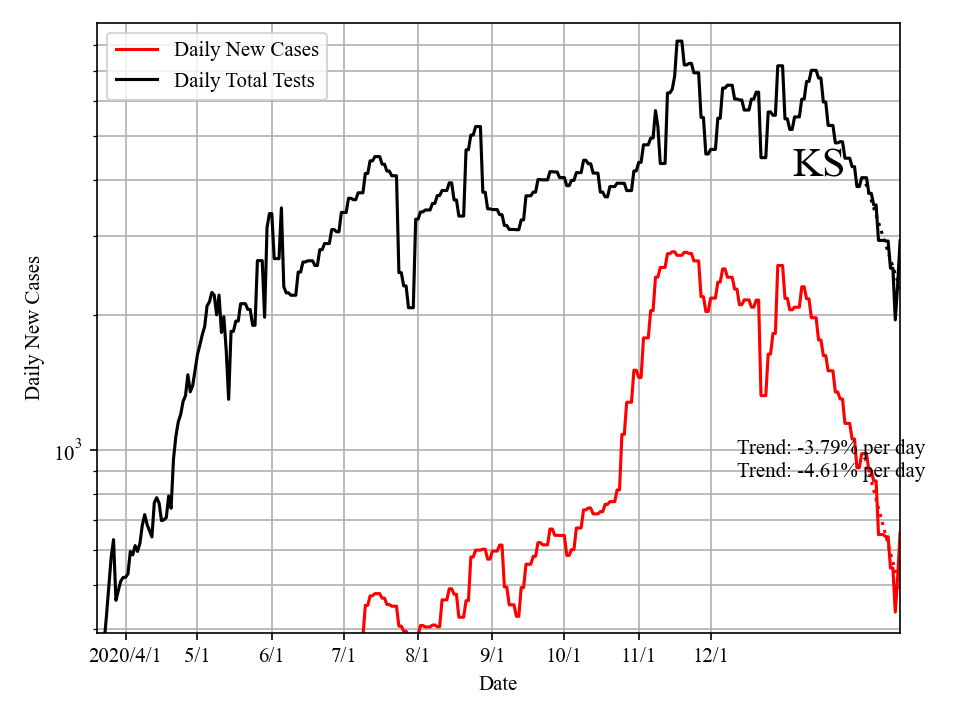 Daily New Cases
Daily Total Tests
KS
Daily New Cases
10³
Trend: -3.79% per day
Trend: -4.61% per day
2020/4/1 5/1 6/1 7/1 8/1 9/1 10/1 11/1 12/1
Date